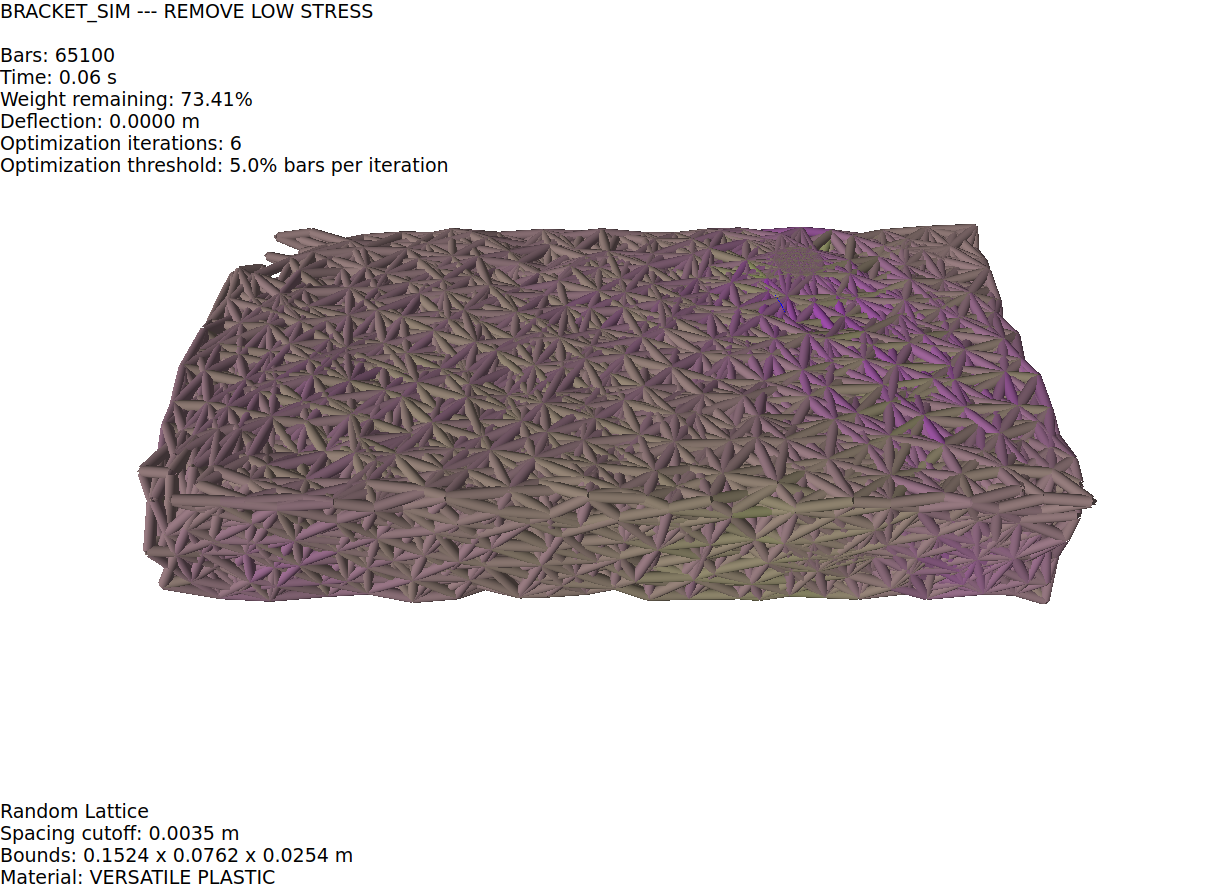 BRACKET_SIM --- REMOVE LOW STRESS
Bars: 65100
Time: 0.06 s
Weight remaining: 73.41%
Deflection: 0.0000 m
Optimization iterations: 6
Optimization threshold: 5.0% bars per iteration
Random Lattice
Spacing cutoff: 0.0035 m
Bounds: 0.1524 x 0.0762 x 0.0254 m
Material: VERSATILE PLASTIC